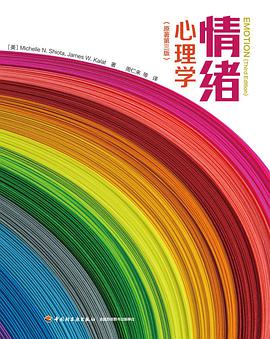 情绪
心理学
（原著第三版）
EMOTION (Third Edition)
［美］Michelle N. Shiota, James W. Kalat 著
周仁来 等 译
中国轻工业出版社